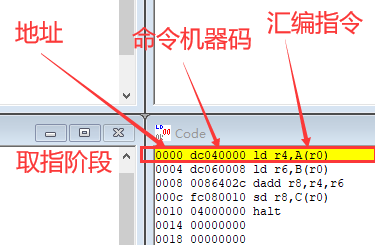 地址
命令机器码
汇编指令
Code
取指阶段
0000 dc040000 ld r4,A(r0)
0004 dc060008 ld r6,B(r0)
0008 0086402c dadd r8,r4,r6
000c fc080010 sd r8,C(r0)
0010 04000000 halt
0014 00000000
0018 00000000